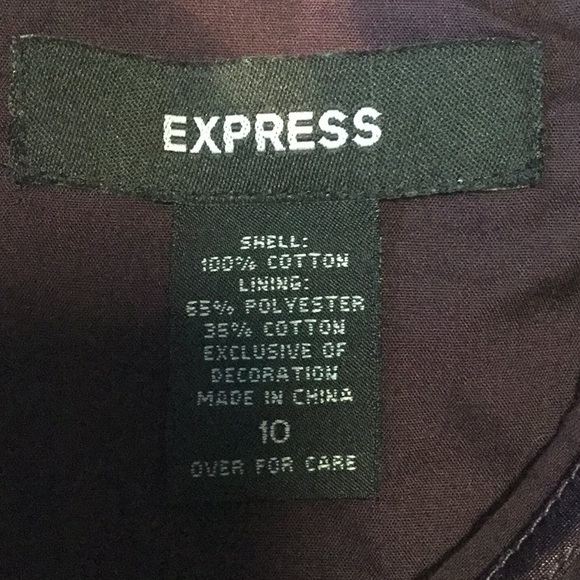 EXPRESS
SHELL:
100% COTTON
LINING:
65% POLYESTER
35% COTTON
EXCLUSIVE OF
DECORATION
MADE IN CHINA
10
OVER FOR CARE